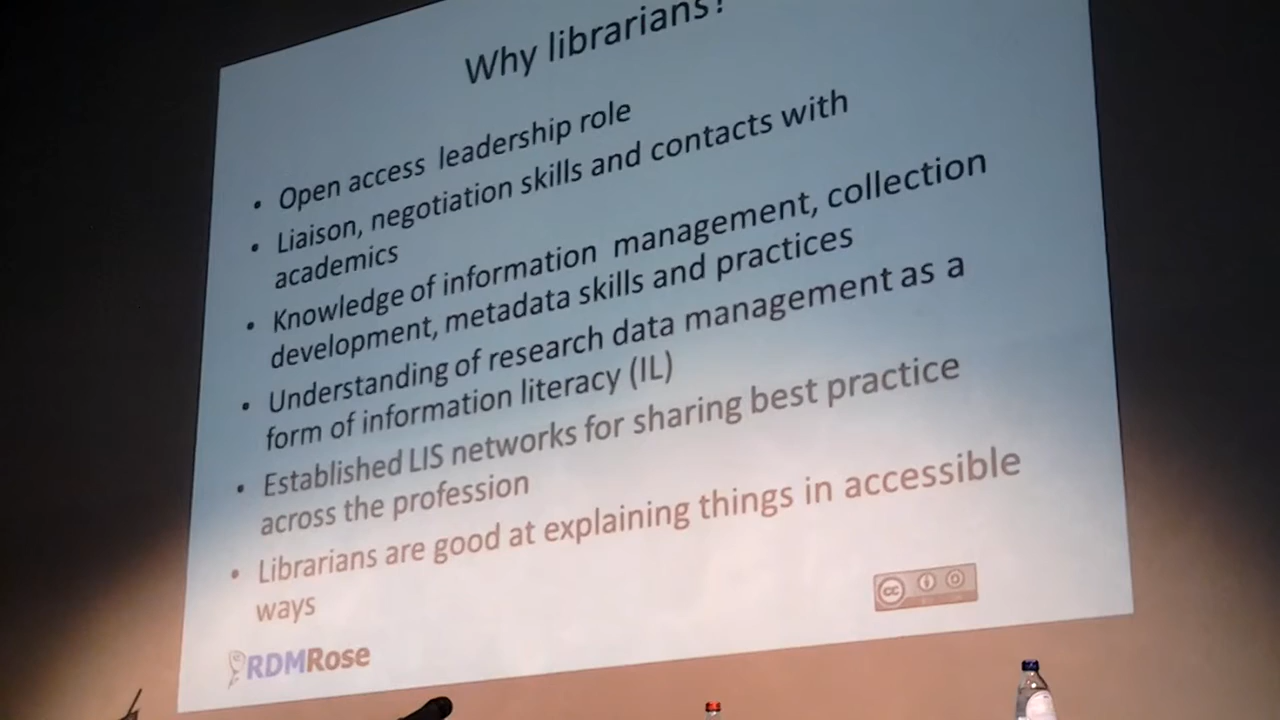 Why librarians?
• Open access leadership role
• Liaison, negotiation skills and contacts with
academics
• Knowledge of information management, collection
development, metadata skills and practices
• Understanding of research data management as a
form of information literacy (IL)
• Established LIS networks for sharing best practice
across the profession
• Librarians are good at explaining things in accessible
ways
cc
RDMRose